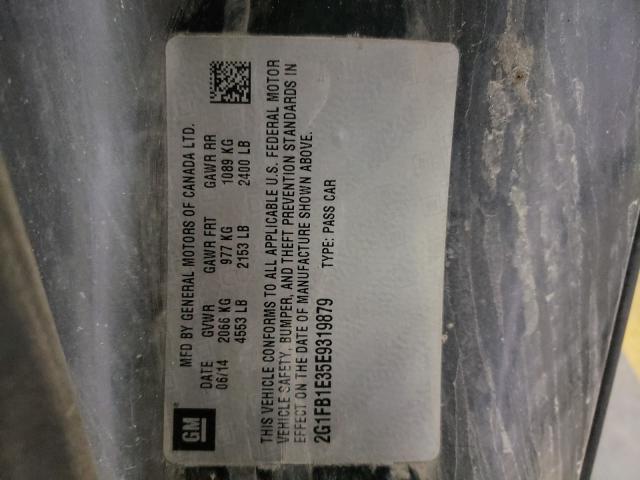 GM
MFD BY GENERAL MOTORS OF CANADA LTD.
DATE GVWR GAWR FRT GAWR RR
06/14 2066 KG 977 KG 1089 KG
4553 LB 2153 LB 2400 LB
THIS VEHICLE CONFORMS TO ALL APPLICABLE U.S. FEDERAL MOTOR
VEHICLE SAFETY, BUMPER, AND THEFT PREVENTION STANDARDS IN
EFFECT ON THE DATE OF MANUFACTURE SHOWN ABOVE.
2G1FB1E35E9319879 TYPE: PASS CAR